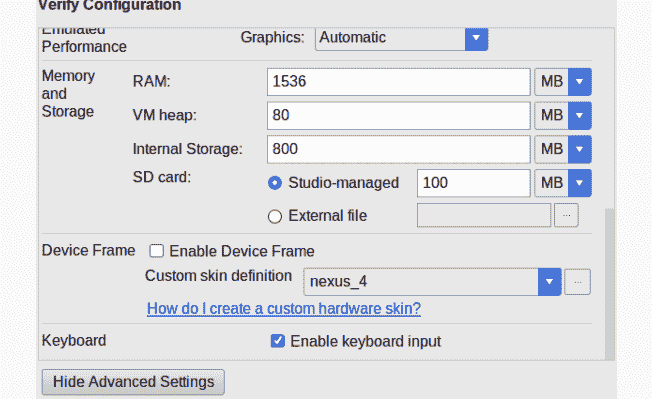 Verify Configuration
Emulated
Performance
Graphics: Automatic
Memory
and
Storage
RAM: 1536 MB
VM heap: 80 MB
Internal Storage: 800 MB
SD card:
Studio-managed 100 MB
External file ...
Device Frame Enable Device Frame
Custom skin definition nexus_4 ...
How do I create a custom hardware skin?
Keyboard Enable keyboard input
Hide Advanced Settings